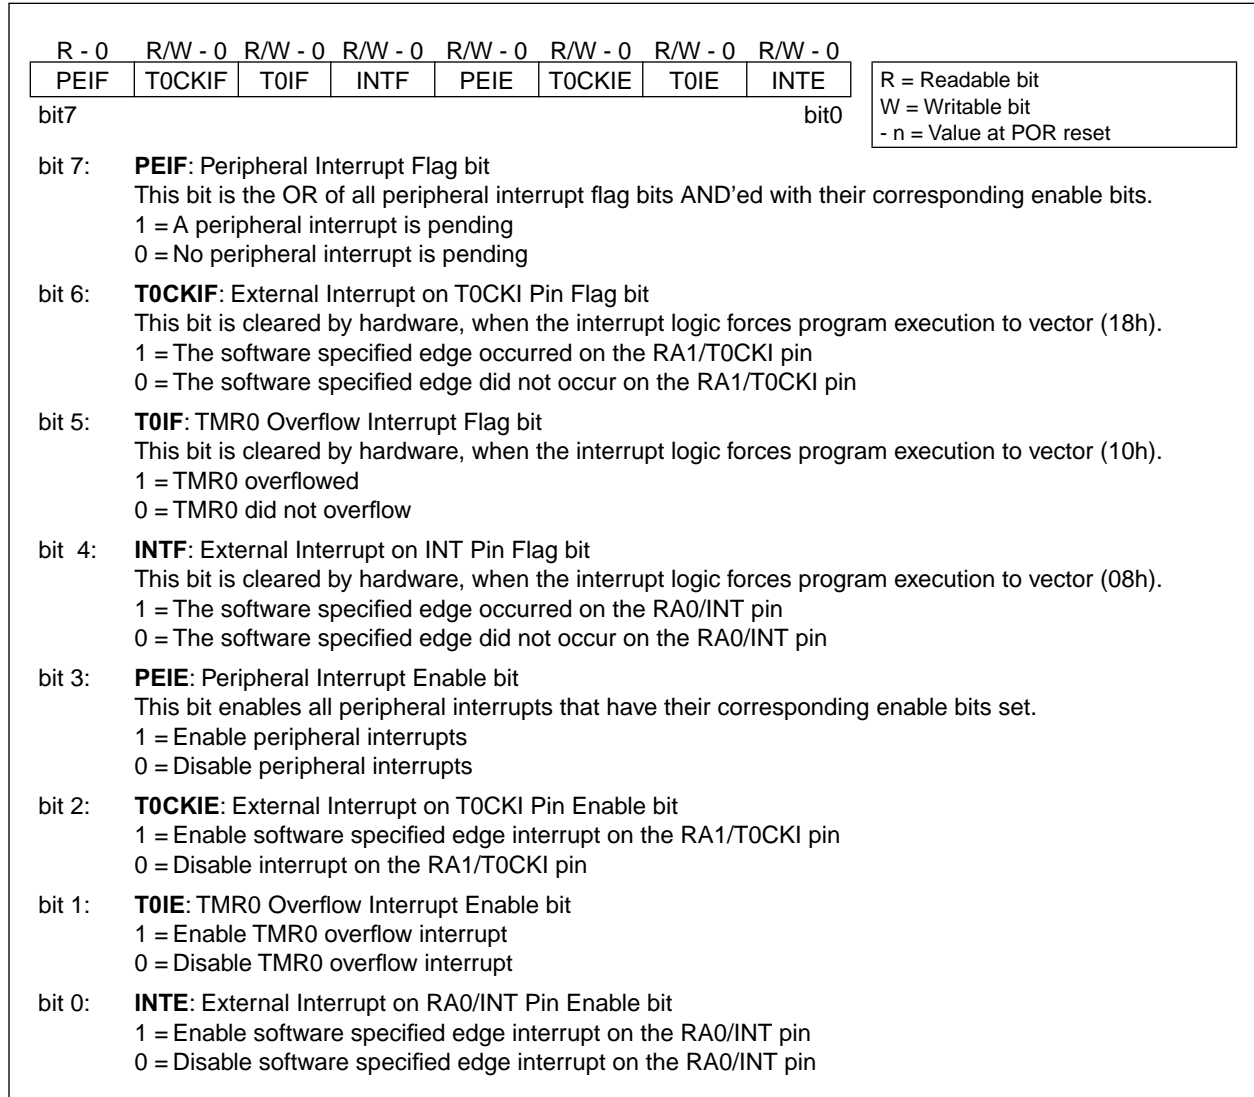 R - 0 R/W - 0 R/W - 0 R/W - 0 R/W - 0 R/W - 0 R/W - 0 R/W - 0
PEIF T0CKIF T0IF INTF PEIE T0CKIE T0IE INTE
bit7 bit0
R = Readable bit
W = Writable bit
- n = Value at POR reset
bit 7: PEIF: Peripheral Interrupt Flag bit
This bit is the OR of all peripheral interrupt flag bits AND'ed with their corresponding enable bits.
1 = A peripheral interrupt is pending
0 = No peripheral interrupt is pending
bit 6: T0CKIF: External Interrupt on T0CKI Pin Flag bit
This bit is cleared by hardware, when the interrupt logic forces program execution to vector (18h).
1 = The software specified edge occurred on the RA1/T0CKI pin
0 = The software specified edge did not occur on the RA1/T0CKI pin
bit 5: T0IF: TMR0 Overflow Interrupt Flag bit
This bit is cleared by hardware, when the interrupt logic forces program execution to vector (10h).
1 = TMR0 overflowed
0 = TMR0 did not overflow
bit 4: INTF: External Interrupt on INT Pin Flag bit
This bit is cleared by hardware, when the interrupt logic forces program execution to vector (08h).
1 = The software specified edge occurred on the RA0/INT pin
0 = The software specified edge did not occur on the RA0/INT pin
bit 3: PEIE: Peripheral Interrupt Enable bit
This bit enables all peripheral interrupts that have their corresponding enable bits set.
1 = Enable peripheral interrupts
0 = Disable peripheral interrupts
bit 2: T0CKIE: External Interrupt on T0CKI Pin Enable bit
1 = Enable software specified edge interrupt on the RA1/T0CKI pin
0 = Disable interrupt on the RA1/T0CKI pin
bit 1: T0IE: TMR0 Overflow Interrupt Enable bit
1 = Enable TMR0 overflow interrupt
0 = Disable TMR0 overflow interrupt
bit 0: INTE: External Interrupt on RA0/INT Pin Enable bit
1 = Enable software specified edge interrupt on the RA0/INT pin
0 = Disable software specified edge interrupt on the RA0/INT pin